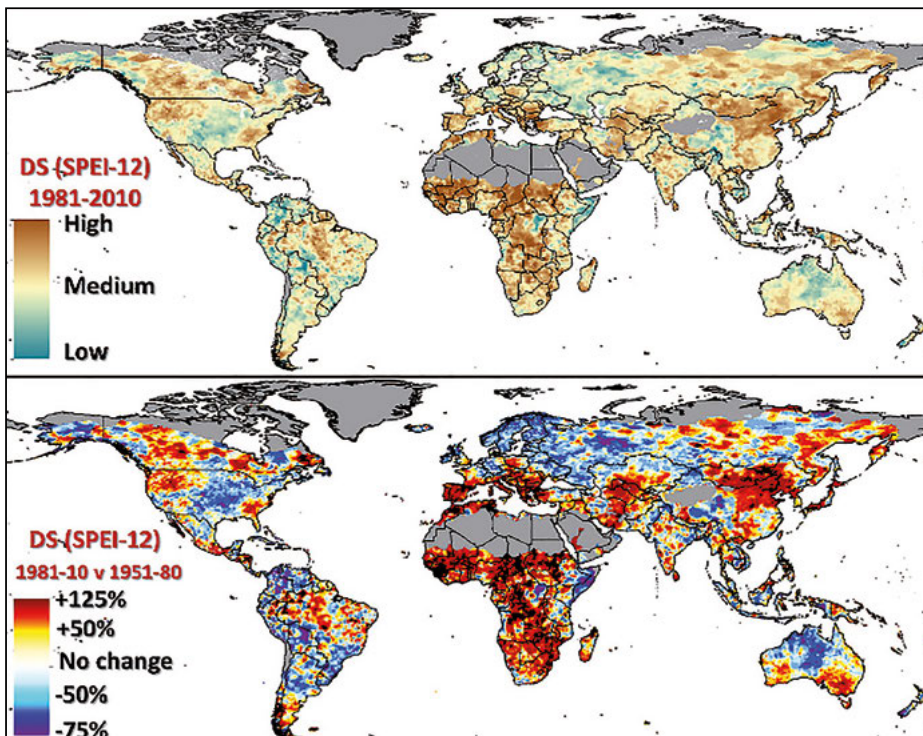 DS (SPEI-12)
1981-2010
High
Medium
Low
DS (SPEI-12)
1981-10 v 1951-80
+125%
+50%
No change
-50%
-75%